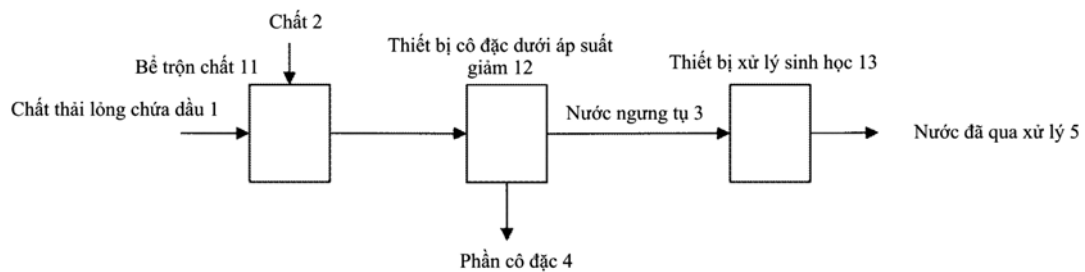 Chất 2
Thiết bị cô đặc dưới áp suất
giảm 12
Bể trộn chất 11
Thiết bị xử lý sinh học 13
Chất thải lỏng chứa dầu 1
Nước ngưng tụ 3
Nước đã qua xử lý 5
Phần cô đặc 4